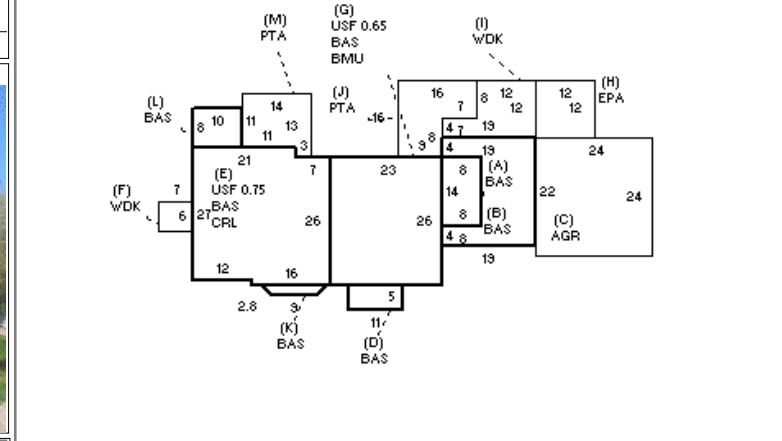 (G)
USF 0.65
BAS
BMU
(M)
PTA
(I)
WDK
(H)
EPA
(J)
PTA
(L)
BAS
16
7
8
12
12
12
12
14
11
13
11
3
10
8
16
4
7
19
9
8
4
19
24
21
7
23
8
(A)
BAS
(E)
USF 0.75
BAS
CRL
(F)
WDK
7
6
27
26
26
14
22
24
8
(B)
BAS
(C)
AGR
4
8
19
12
16
2.8
9
5
11
(K)
BAS
(D)
BAS